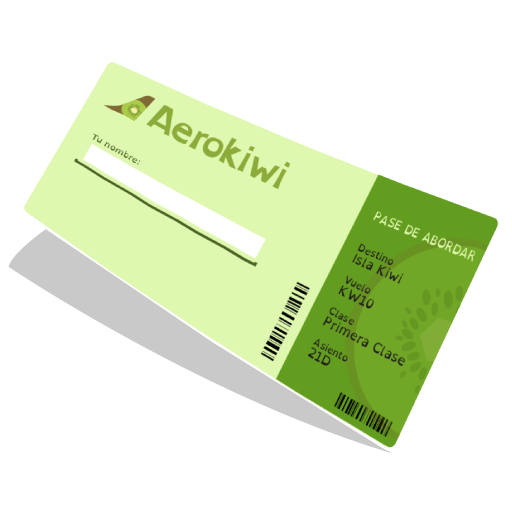 Aerokiwi
Tu nombre:
PASE DE ABORDAR
Destino
Isla Kiwi
Vuelo
KW10
Clase
Primera Clase
Asiento
21D